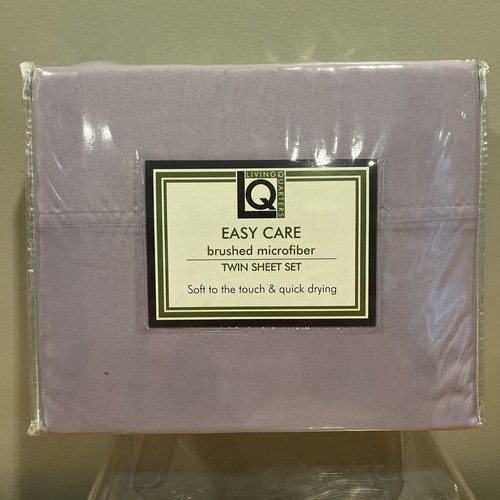 LIVING
QUARTERS
LQ
EASY CARE
brushed microfiber
TWIN SHEET SET
Soft to the touch & quick drying